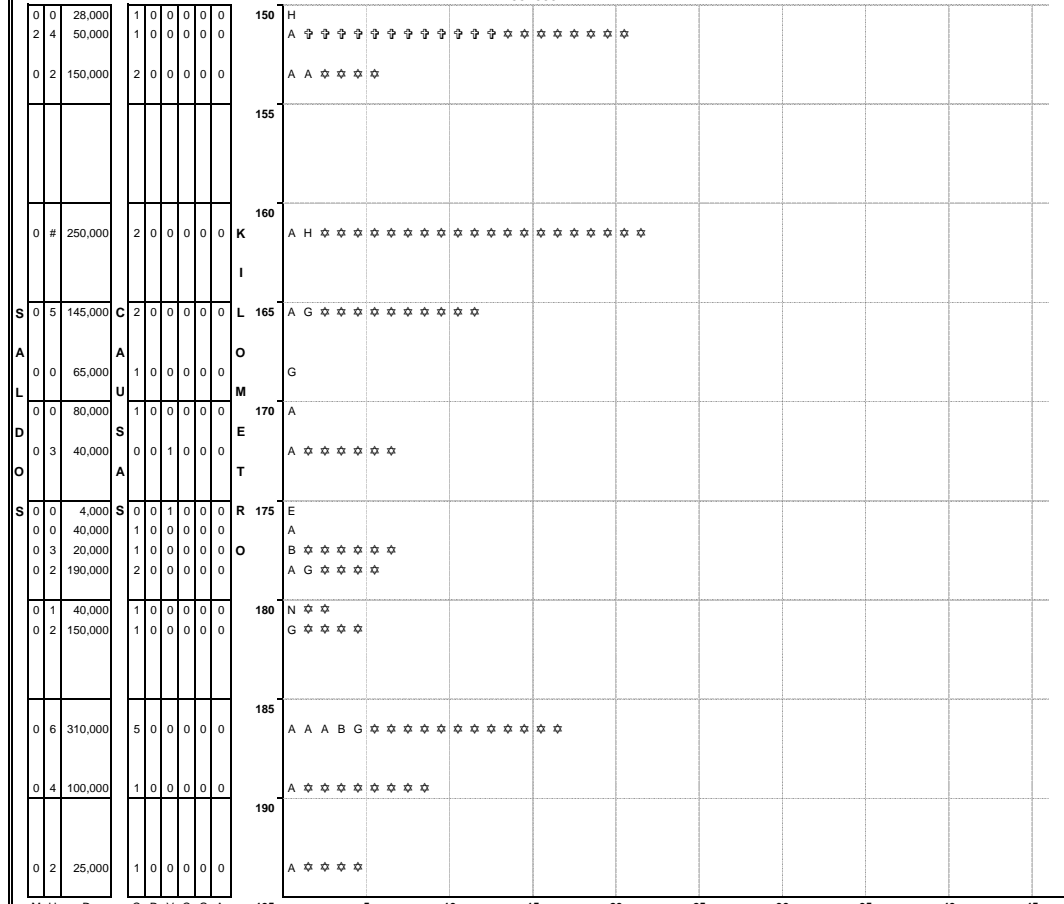 0 0 28,000 1 0 0 0 0 0 150 H
2 4 50,000 1 0 0 0 0 0 A ✞ ✞ ✞ ✞ ✞ ✞ ✞ ✞ ✞ ✞ ✞ ✞ ✡ ✡ ✡ ✡ ✡ ✡ ✡ ✡
0 2 150,000 2 0 0 0 0 0 A A ✡ ✡ ✡ ✡
155
160
0 # 250,000 2 0 0 0 0 0 A H ✡ ✡ ✡ ✡ ✡ ✡ ✡ ✡ ✡ ✡ ✡ ✡ ✡ ✡ ✡ ✡ ✡ ✡ ✡ ✡
SALDOS
CAUSAS
KILOMETRO
0 5 145,000 2 0 0 0 0 0 165 A G ✡ ✡ ✡ ✡ ✡ ✡ ✡ ✡ ✡ ✡
0 0 65,000 1 0 0 0 0 0 G
0 0 80,000 1 0 0 0 0 0 170 A
0 3 40,000 0 0 1 0 0 0 A ✡ ✡ ✡ ✡ ✡ ✡
0 0 4,000 0 0 1 0 0 0 175 E
0 0 40,000 1 0 0 0 0 0 A
0 3 20,000 1 0 0 0 0 0 B ✡ ✡ ✡ ✡ ✡ ✡
0 2 190,000 2 0 0 0 0 0 A G ✡ ✡ ✡ ✡
0 1 40,000 1 0 0 0 0 0 180 N ✡ ✡
0 2 150,000 1 0 0 0 0 0 G ✡ ✡ ✡ ✡
185
0 6 310,000 5 0 0 0 0 0 A A A B G ✡ ✡ ✡ ✡ ✡ ✡ ✡ ✡ ✡ ✡ ✡ ✡
0 4 100,000 1 0 0 0 0 0 A ✡ ✡ ✡ ✡ ✡ ✡ ✡ ✡
190
0 2 25,000 1 0 0 0 0 0 A ✡ ✡ ✡ ✡